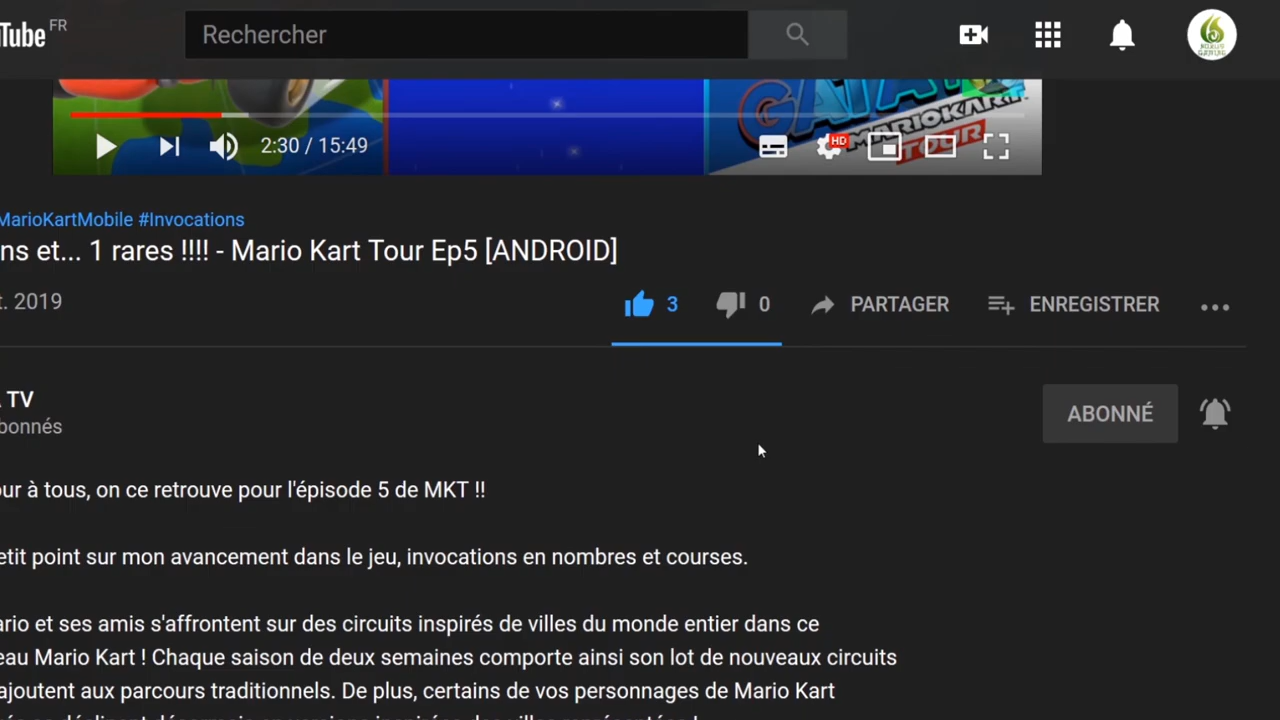 Tube FR
Rechercher
GATA
MARIOKART
TOUR
2:30 / 15:49
HD
MarioKartMobile #Invocations
ns et... 1 rares !!!! - Mario Kart Tour Ep5 [ANDROID]
t. 2019
3
0
PARTAGER
ENREGISTRER
TV
bonnés
ABONNÉ
our à tous, on ce retrouve pour l'épisode 5 de MKT !!
etit point sur mon avancement dans le jeu, invocations en nombres et courses.
ario et ses amis s'affrontent sur des circuits inspirés de villes du monde entier dans ce
eau Mario Kart ! Chaque saison de deux semaines comporte ainsi son lot de nouveaux circuits
ajoutent aux parcours traditionnels. De plus, certains de vos personnages de Mario Kart